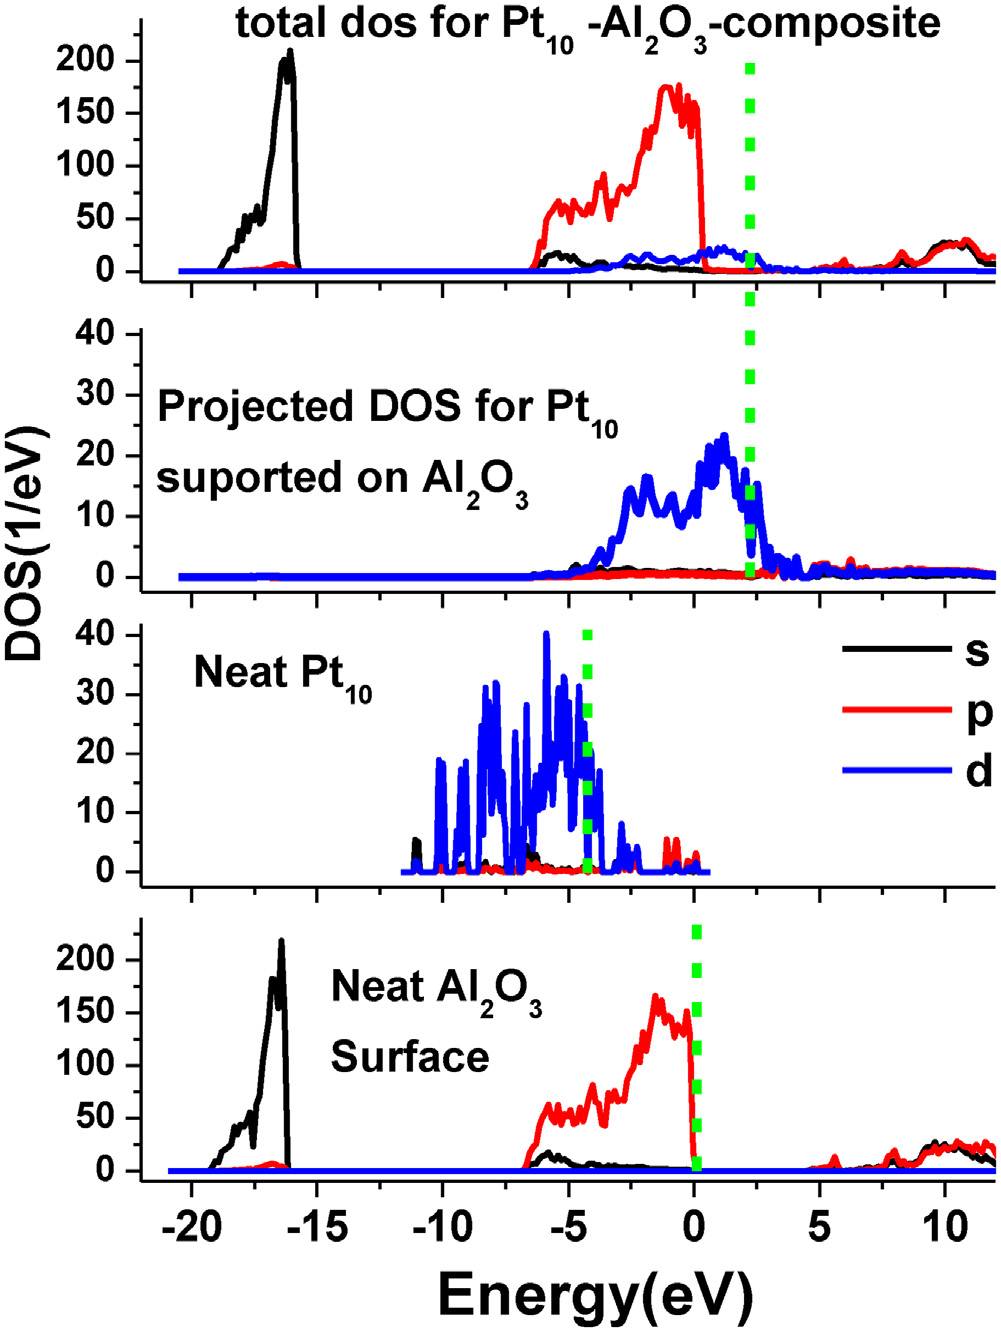 total dos for Pt10 -Al2O3-composite
200
150
100
50
0
40
30
20
10
0
Projected DOS for Pt10
suported on Al2O3
DOS(1/eV)
40
30
20
10
0
Neat Pt10
s
p
d
200
150
100
50
0
Neat Al2O3
Surface
-20 -15 -10 -5 0 5 10
Energy(eV)